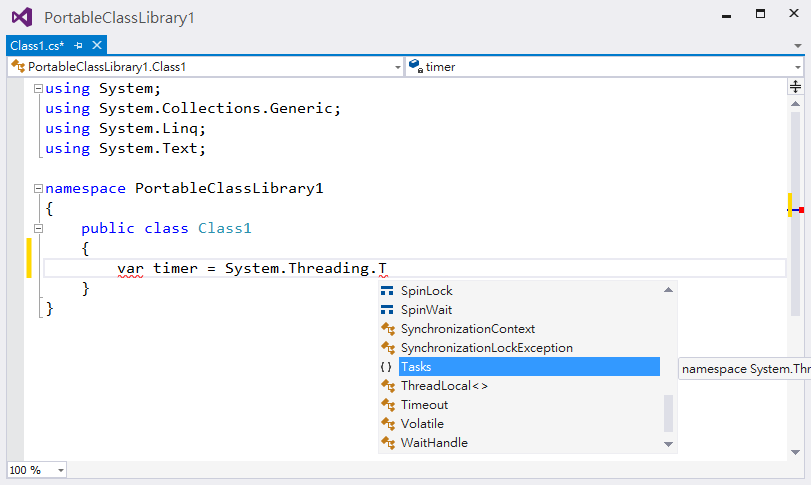 PortableClassLibrary1
Class1.cs*
PortableClassLibrary1.Class1
timer
using System;
using System.Collections.Generic;
using System.Linq;
using System.Text;
namespace PortableClassLibrary1
{
public class Class1
{
var timer = System.Threading.T
}
}
SpinLock
SpinWait
SynchronizationContext
SynchronizationLockException
{} Tasks
namespace System.Thr
ThreadLocal<>
Timeout
Volatile
WaitHandle
100 %